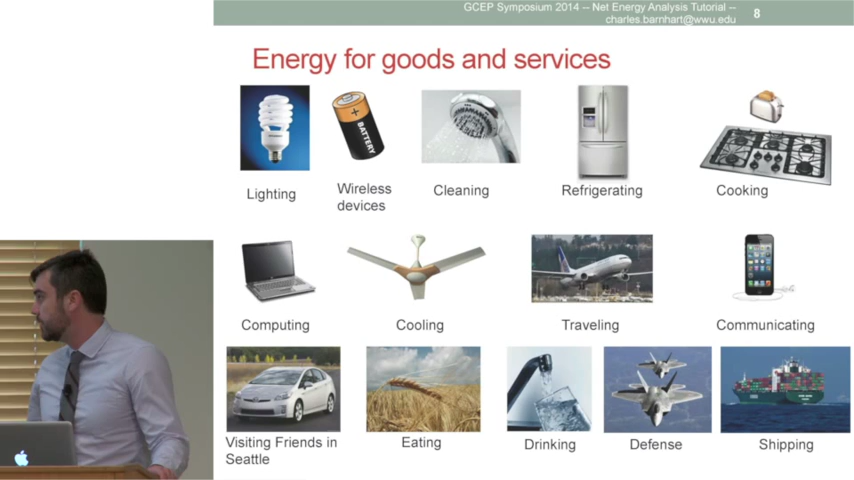 GCEP Symposium 2014 -- Net Energy Analysis Tutorial --
charles.barnhart@wwu.edu
8
Energy for goods and services
BATTERY
Lighting
Wireless
devices
Cleaning
Refrigerating
Cooking
Computing
Cooling
Traveling
Communicating
Visiting Friends in
Seattle
Eating
Drinking
Defense
Shipping